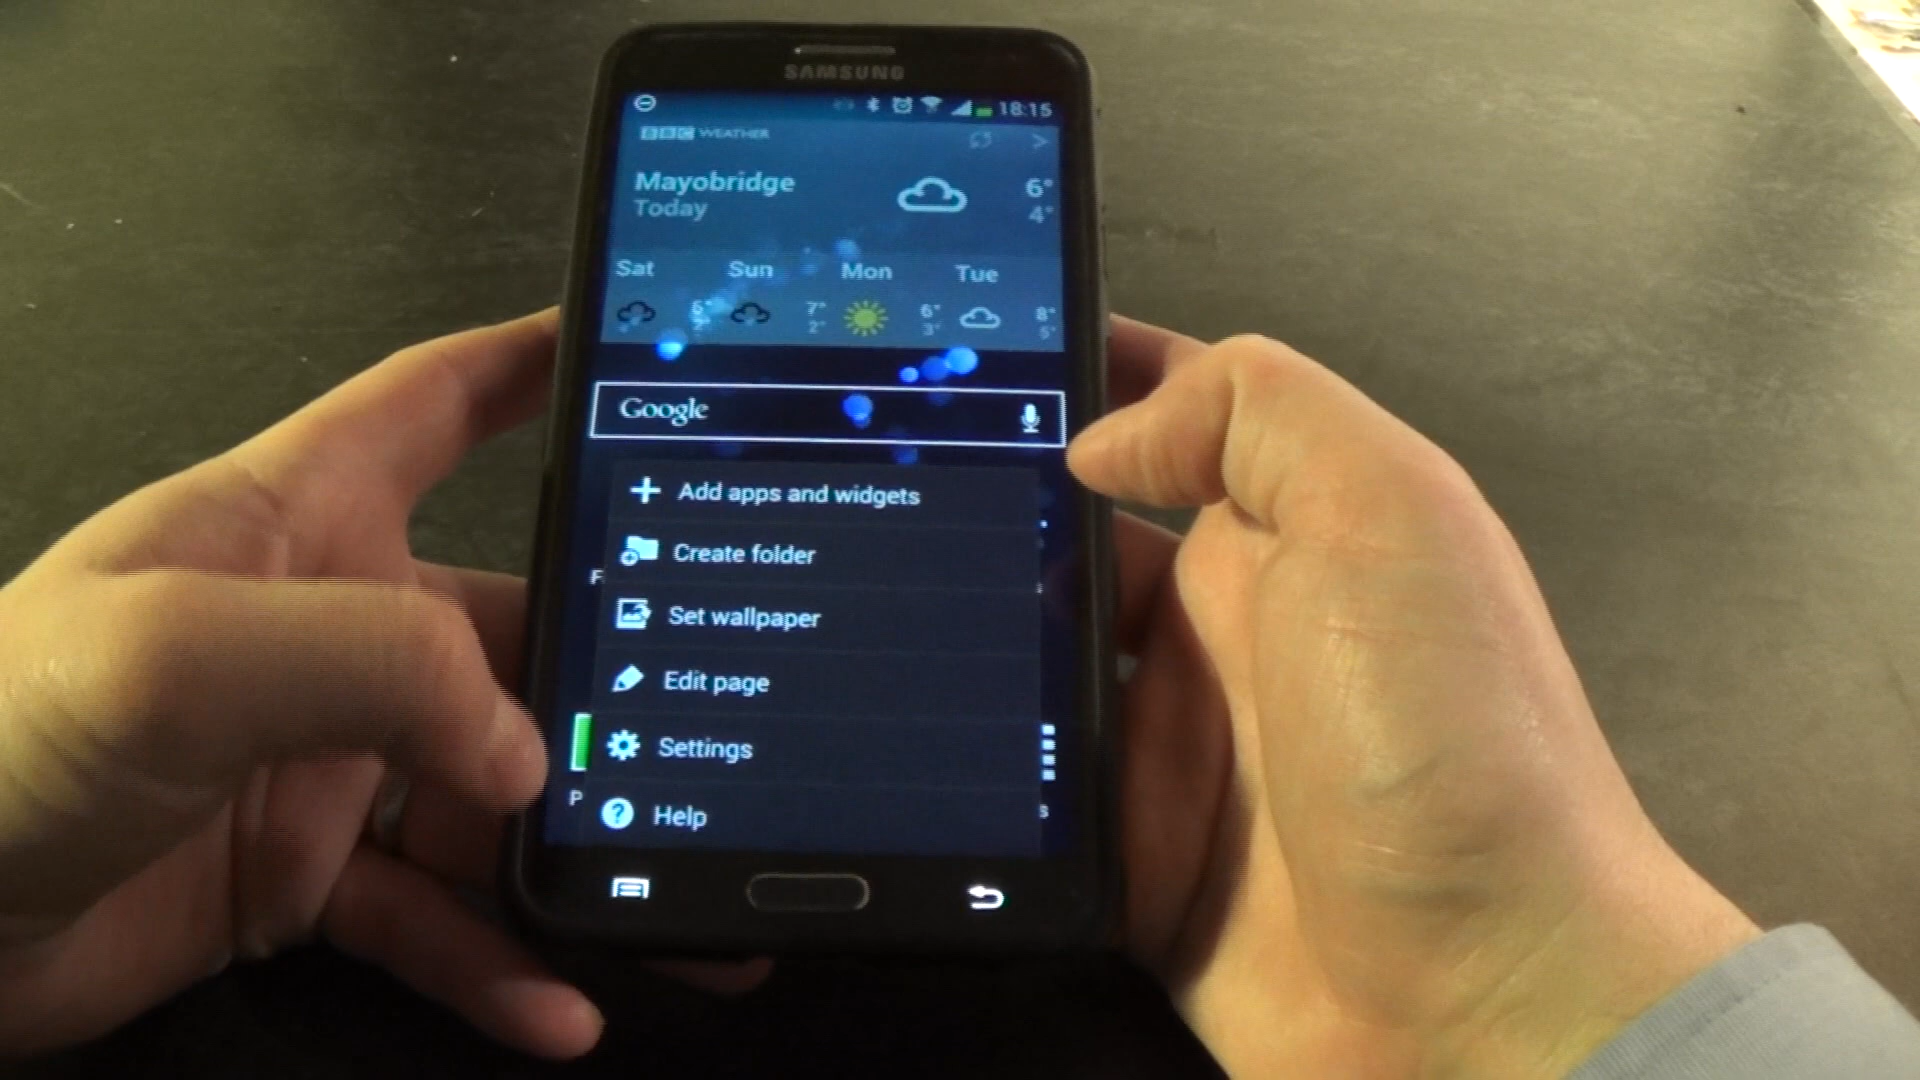 SAMSUNG
18:15
BBC WEATHER
Mayobridge
Today
6°
4°
Sat Sun Mon Tue
7° 6° 8°
2° 3° 5°
Google
Add apps and widgets
Create folder
F
Set wallpaper
Edit page
Settings
P
s
Help